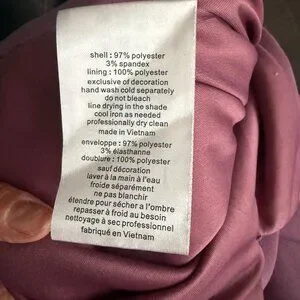 shell : 97% polyester
3% spandex
lining : 100% polyester
exclusive of decoration
hand wash cold separately
do not bleach
line drying in the shade
cool iron as needed
professionally dry clean
made in Vietnam
enveloppe : 97% polyester
3% élasthanne
doublure : 100% polyester
sauf décoration
laver à la main à l'eau
froide séparément
ne pas blanchir
étendre pour sécher a l'ombre
repasser à froid au besoin
nettoyage à sec professionnel
fabriqué en Vietnam